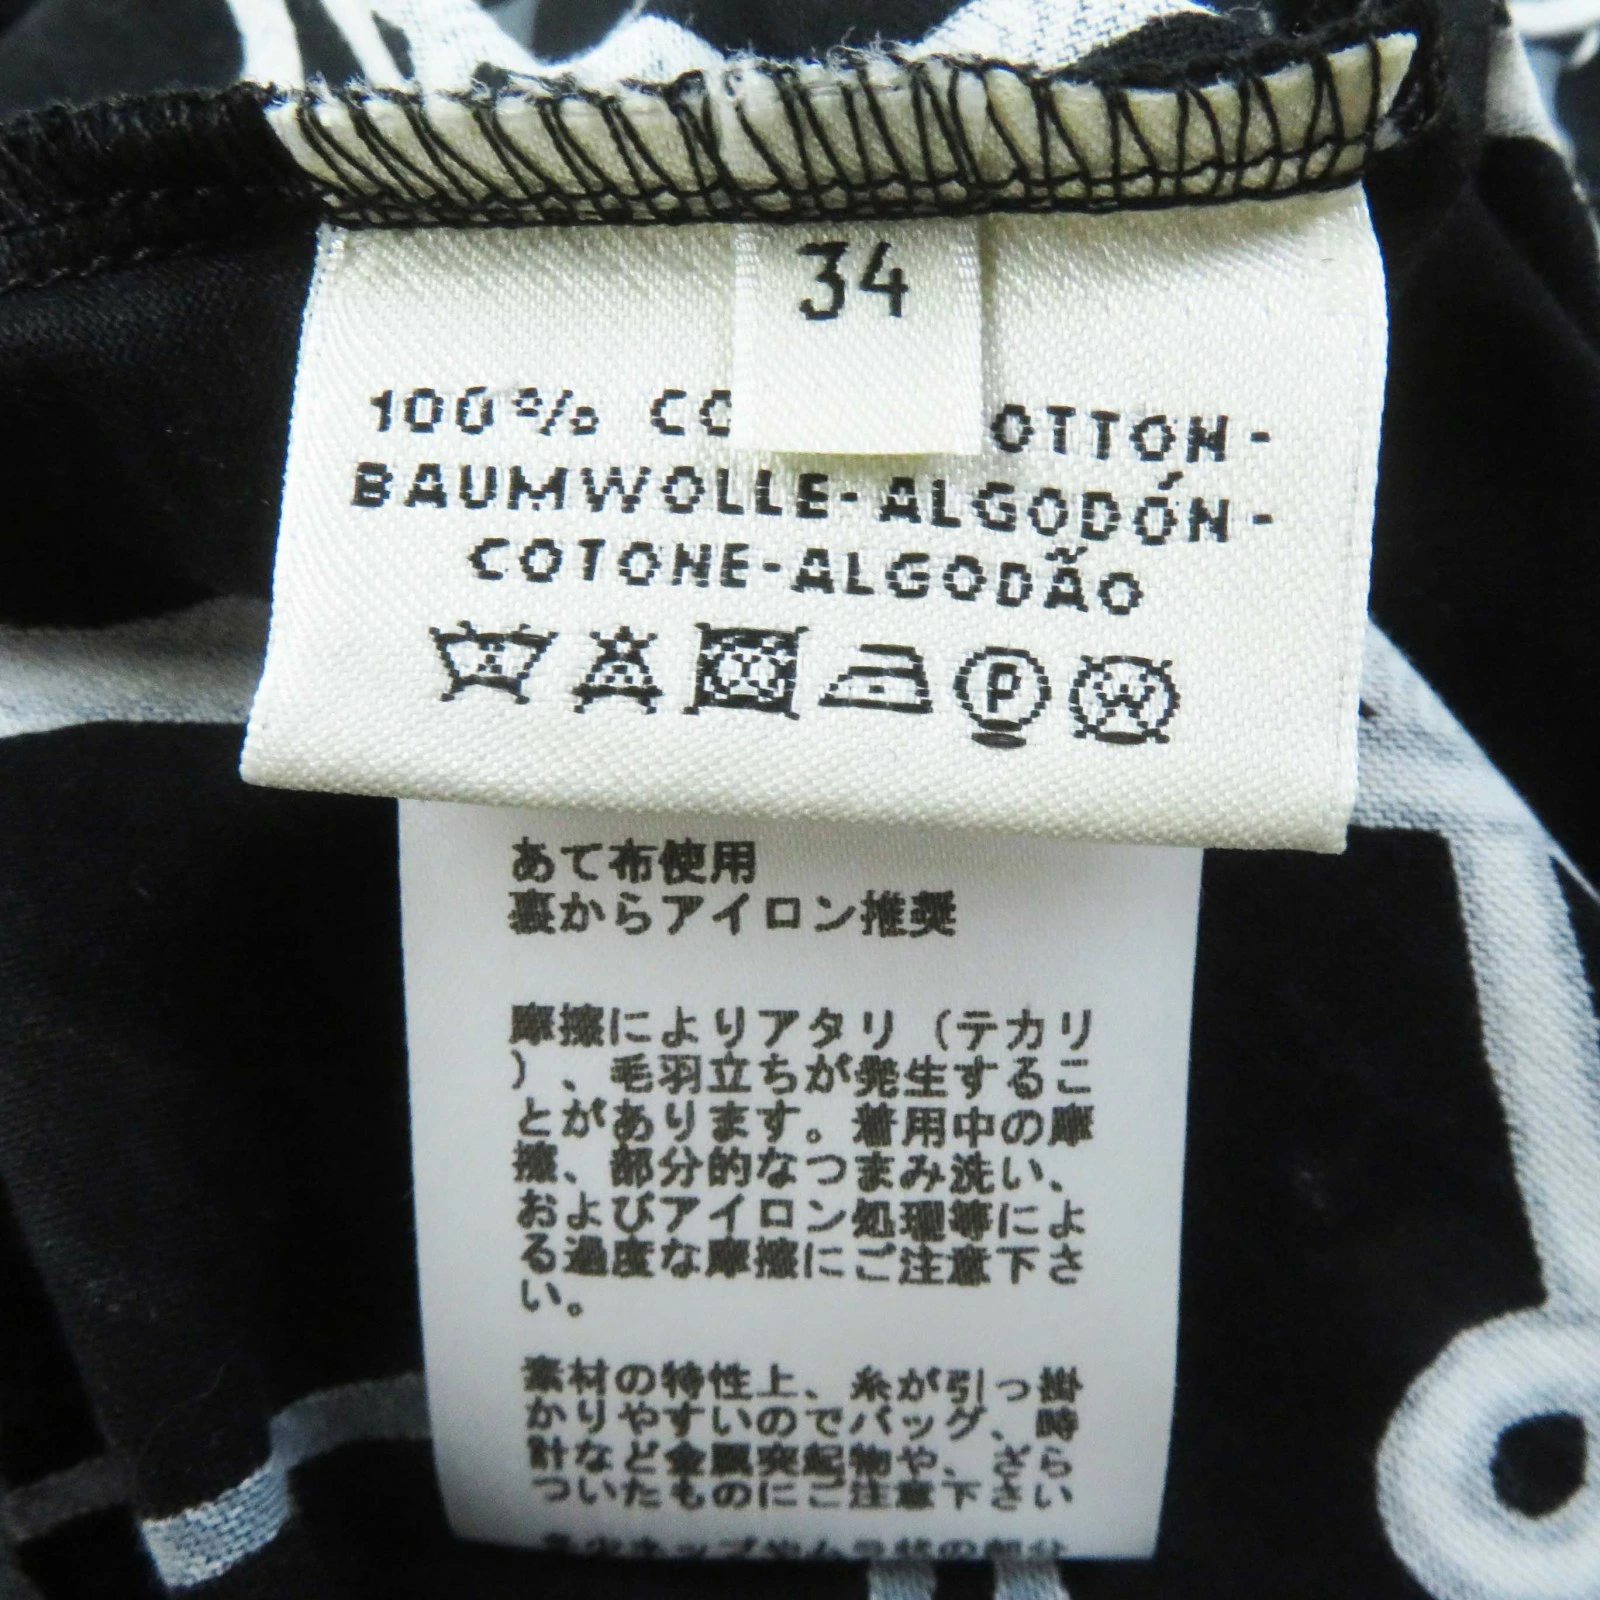 34
100% CO OTTON-
BAUMWOLLE-ALGODÓN-
COTONE-ALGODÃO
P W
あて布使用
裏からアイロン推奨
摩擦によりアタリ（テカリ
）、毛羽立ちが発生するこ
とがあります。着用中の摩
擦、部分的なつまみ洗い、
およびアイロン処理等によ
る過度な摩擦にご注意下さ
い。
素材の特性上、糸が引っ掛
かりやすいのでバッグ、時
計など金属突起物や、ざら
ついたものにご注意下さい